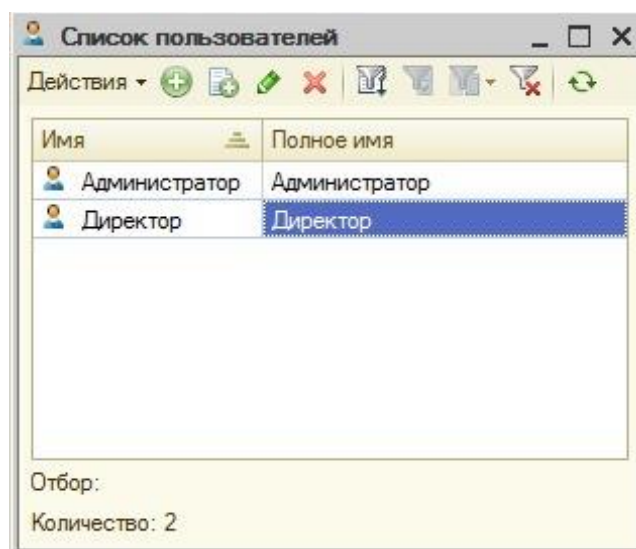 Список пользователей
Действия
Имя Полное имя
Администратор Администратор
Директор Директор
Отбор:
Количество: 2